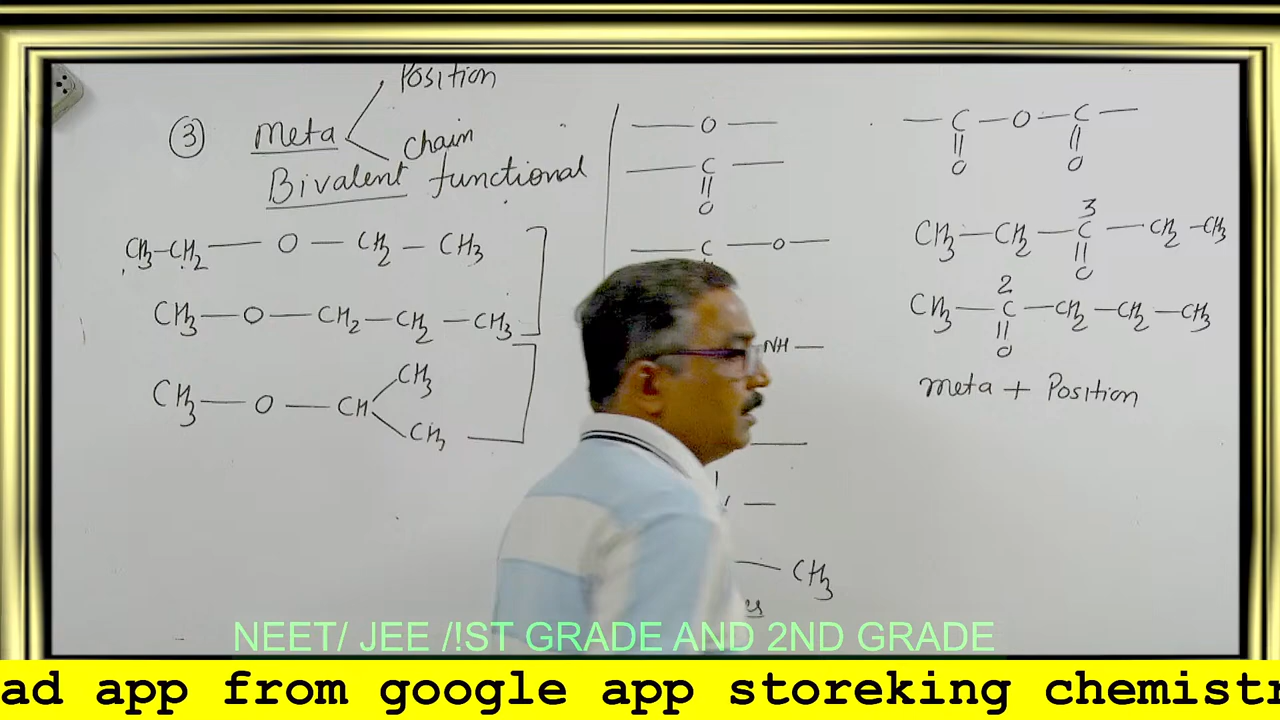 Position
③ Meta
Chain
Bivalent functional
CH3—CH2—O—CH2—CH3
CH3—O—CH2—CH2—CH3
CH3—O—CH
CH3
CH3
—O—
—C—
||
O
—C—O—
NH—
CH3
—C—O—C—
|| ||
O O
3
CH3—CH2—C—CH2—CH3
||
O
2
CH3—C—CH2—CH2—CH3
||
O
Meta + Position
NEET/ JEE /!ST GRADE AND 2ND GRADE
ad app from google app storeking chemistr